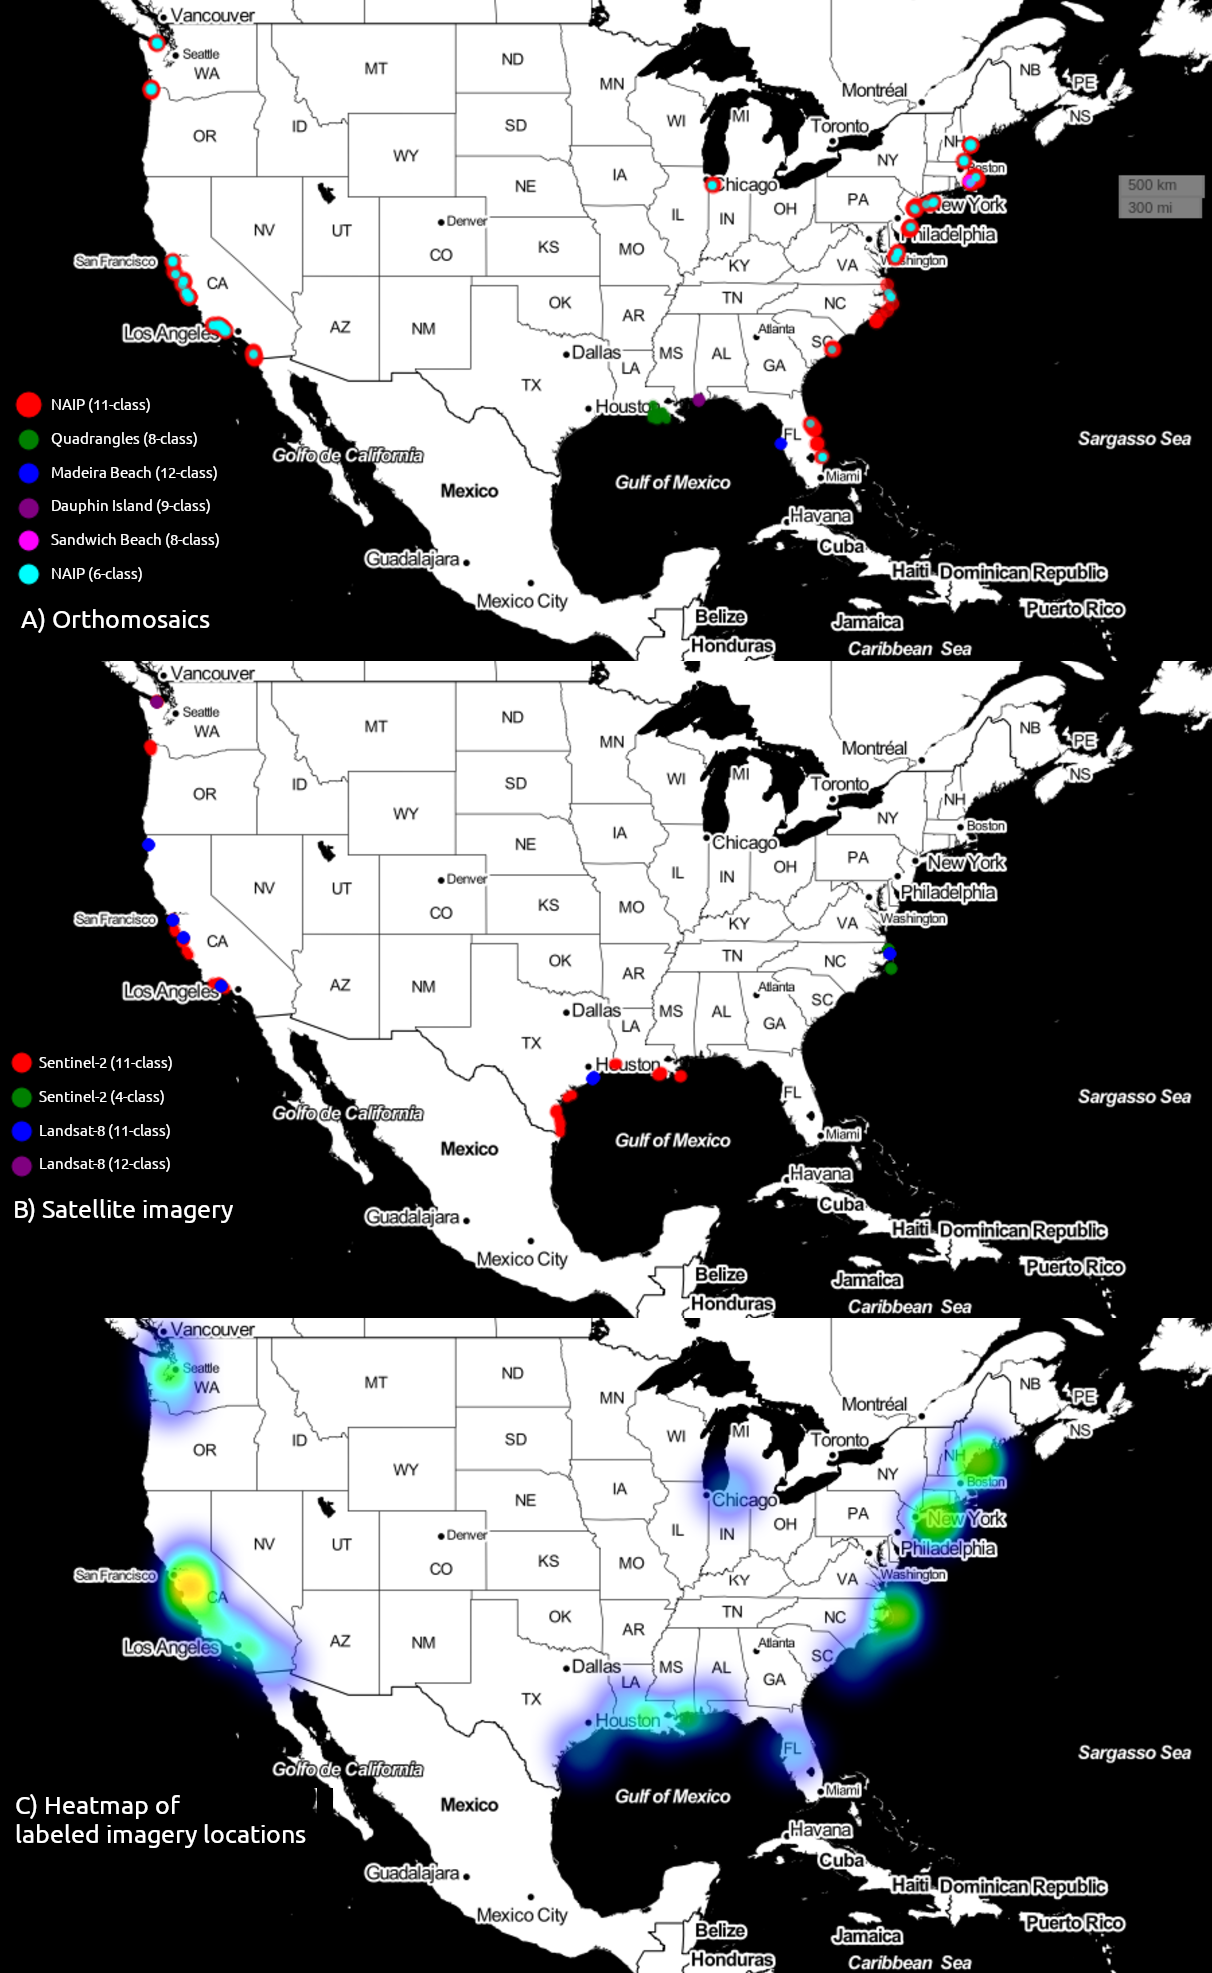 Vancouver
Seattle
WA
MT
ND
MN
Montréal
NB
PE
NS
OR
ID
SD
WI
MI
Toronto
NH
Boston
WY
NY
500 km
300 mi
NE
IA
Chicago
PA
New York
NV
UT
Denver
CO
IL
IN
OH
Philadelphia
KS
MO
San Francisco
CA
KY
VA
Washington
OK
TN
NC
AR
Los Angeles
AZ
NM
Dallas
MS
AL
Atlanta
SC
GA
TX
LA
Houston
FL
NAIP (11-class)
Quadrangles (8-class)
Madeira Beach (12-class)
Dauphin Island (9-class)
Sandwich Beach (8-class)
NAIP (6-class)
A) Orthomosaics
Golfo de California
Mexico
Gulf of Mexico
Sargasso Sea
Miami
Havana
Cuba
Guadalajara
Mexico City
Haiti
Dominican Republic
Puerto Rico
Belize
Jamaica
Honduras
Caribbean Sea
Vancouver
Seattle
WA
MT
ND
MN
Montréal
NB
PE
NS
OR
ID
SD
WI
MI
Toronto
NH
Boston
WY
NY
NE
IA
Chicago
PA
New York
NV
UT
Denver
CO
IL
IN
OH
Philadelphia
KS
MO
San Francisco
CA
KY
VA
Washington
OK
TN
NC
AR
Los Angeles
AZ
NM
Dallas
MS
AL
Atlanta
SC
GA
TX
LA
Houston
FL
Sentinel-2 (11-class)
Sentinel-2 (4-class)
Landsat-8 (11-class)
Landsat-8 (12-class)
B) Satellite imagery
Golfo de California
Mexico
Gulf of Mexico
Sargasso Sea
Miami
Havana
Cuba
Guadalajara
Mexico City
Haiti
Dominican Republic
Puerto Rico
Belize
Jamaica
Honduras
Caribbean Sea
Vancouver
Seattle
WA
MT
ND
MN
Montréal
NB
PE
NS
OR
ID
SD
WI
MI
Toronto
NH
Boston
WY
NY
NE
IA
Chicago
PA
New York
NV
UT
Denver
CO
IL
IN
OH
Philadelphia
KS
MO
San Francisco
CA
KY
VA
Washington
OK
TN
NC
AR
Los Angeles
AZ
NM
Dallas
MS
AL
Atlanta
SC
GA
TX
LA
Houston
FL
C) Heatmap of
labeled imagery locations
Golfo de California
Mexico
Gulf of Mexico
Sargasso Sea
Miami
Havana
Cuba
Guadalajara
Mexico City
Haiti
Dominican Republic
Puerto Rico
Belize
Jamaica
Honduras
Caribbean Sea